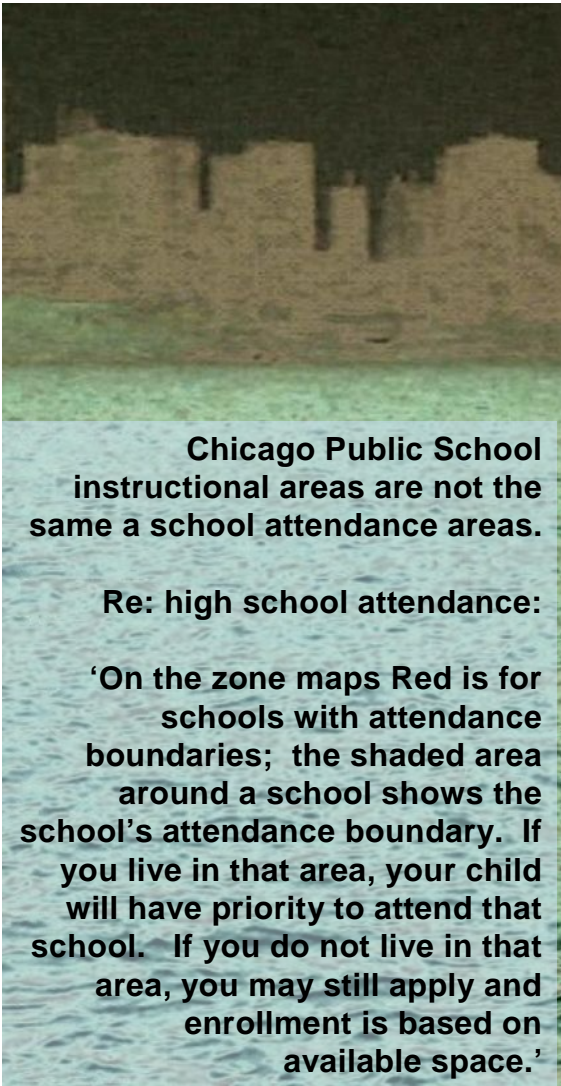 Chicago Public School
instructional areas are not the
same a school attendance areas.
Re: high school attendance:
‘On the zone maps Red is for
schools with attendance
boundaries;  the shaded area
around a school shows the
school’s attendance boundary.  If
you live in that area, your child
will have priority to attend that
school.   If you do not live in that
area, you may still apply and
enrollment is based on
available space.’